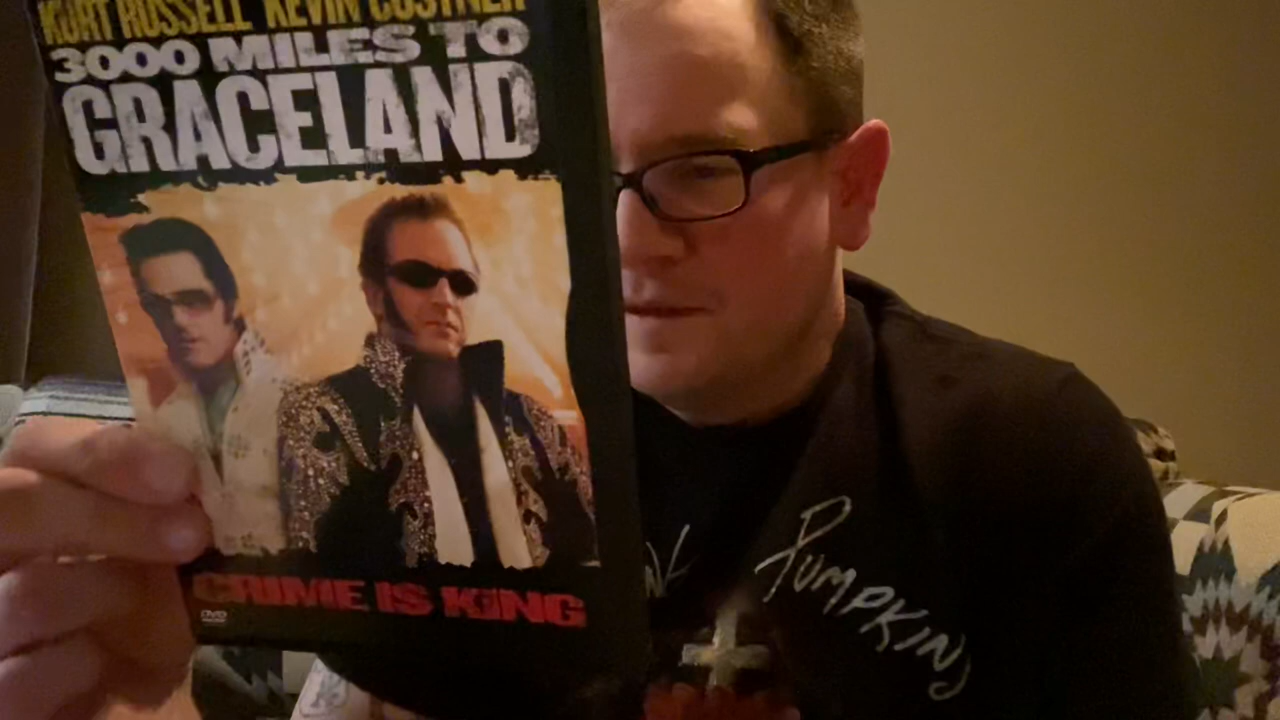 KURT RUSSELL KEVIN COSTNER
3000 MILES TO
GRACELAND
CRIME IS KING
DVD
PUMPKINS